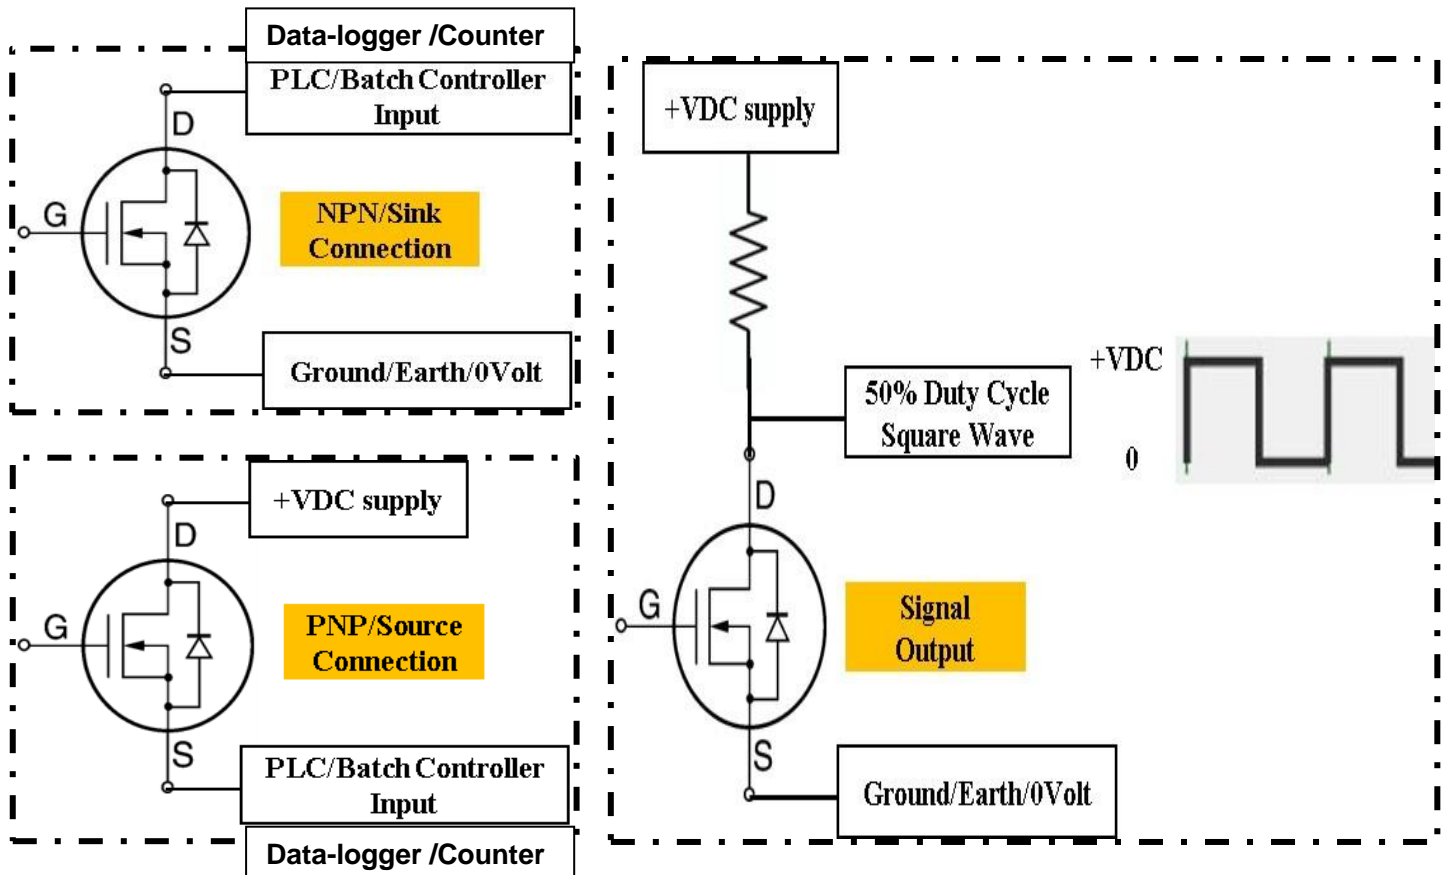 Data-logger /Counter
PLC/Batch Controller
Input
D
G
NPN/Sink
Connection
S
Ground/Earth/0Volt
+VDC supply
D
G
PNP/Source
Connection
S
PLC/Batch Controller
Input
Data-logger /Counter
+VDC supply
+VDC
50% Duty Cycle
Square Wave
0
D
G
Signal
Output
S
Ground/Earth/0Volt